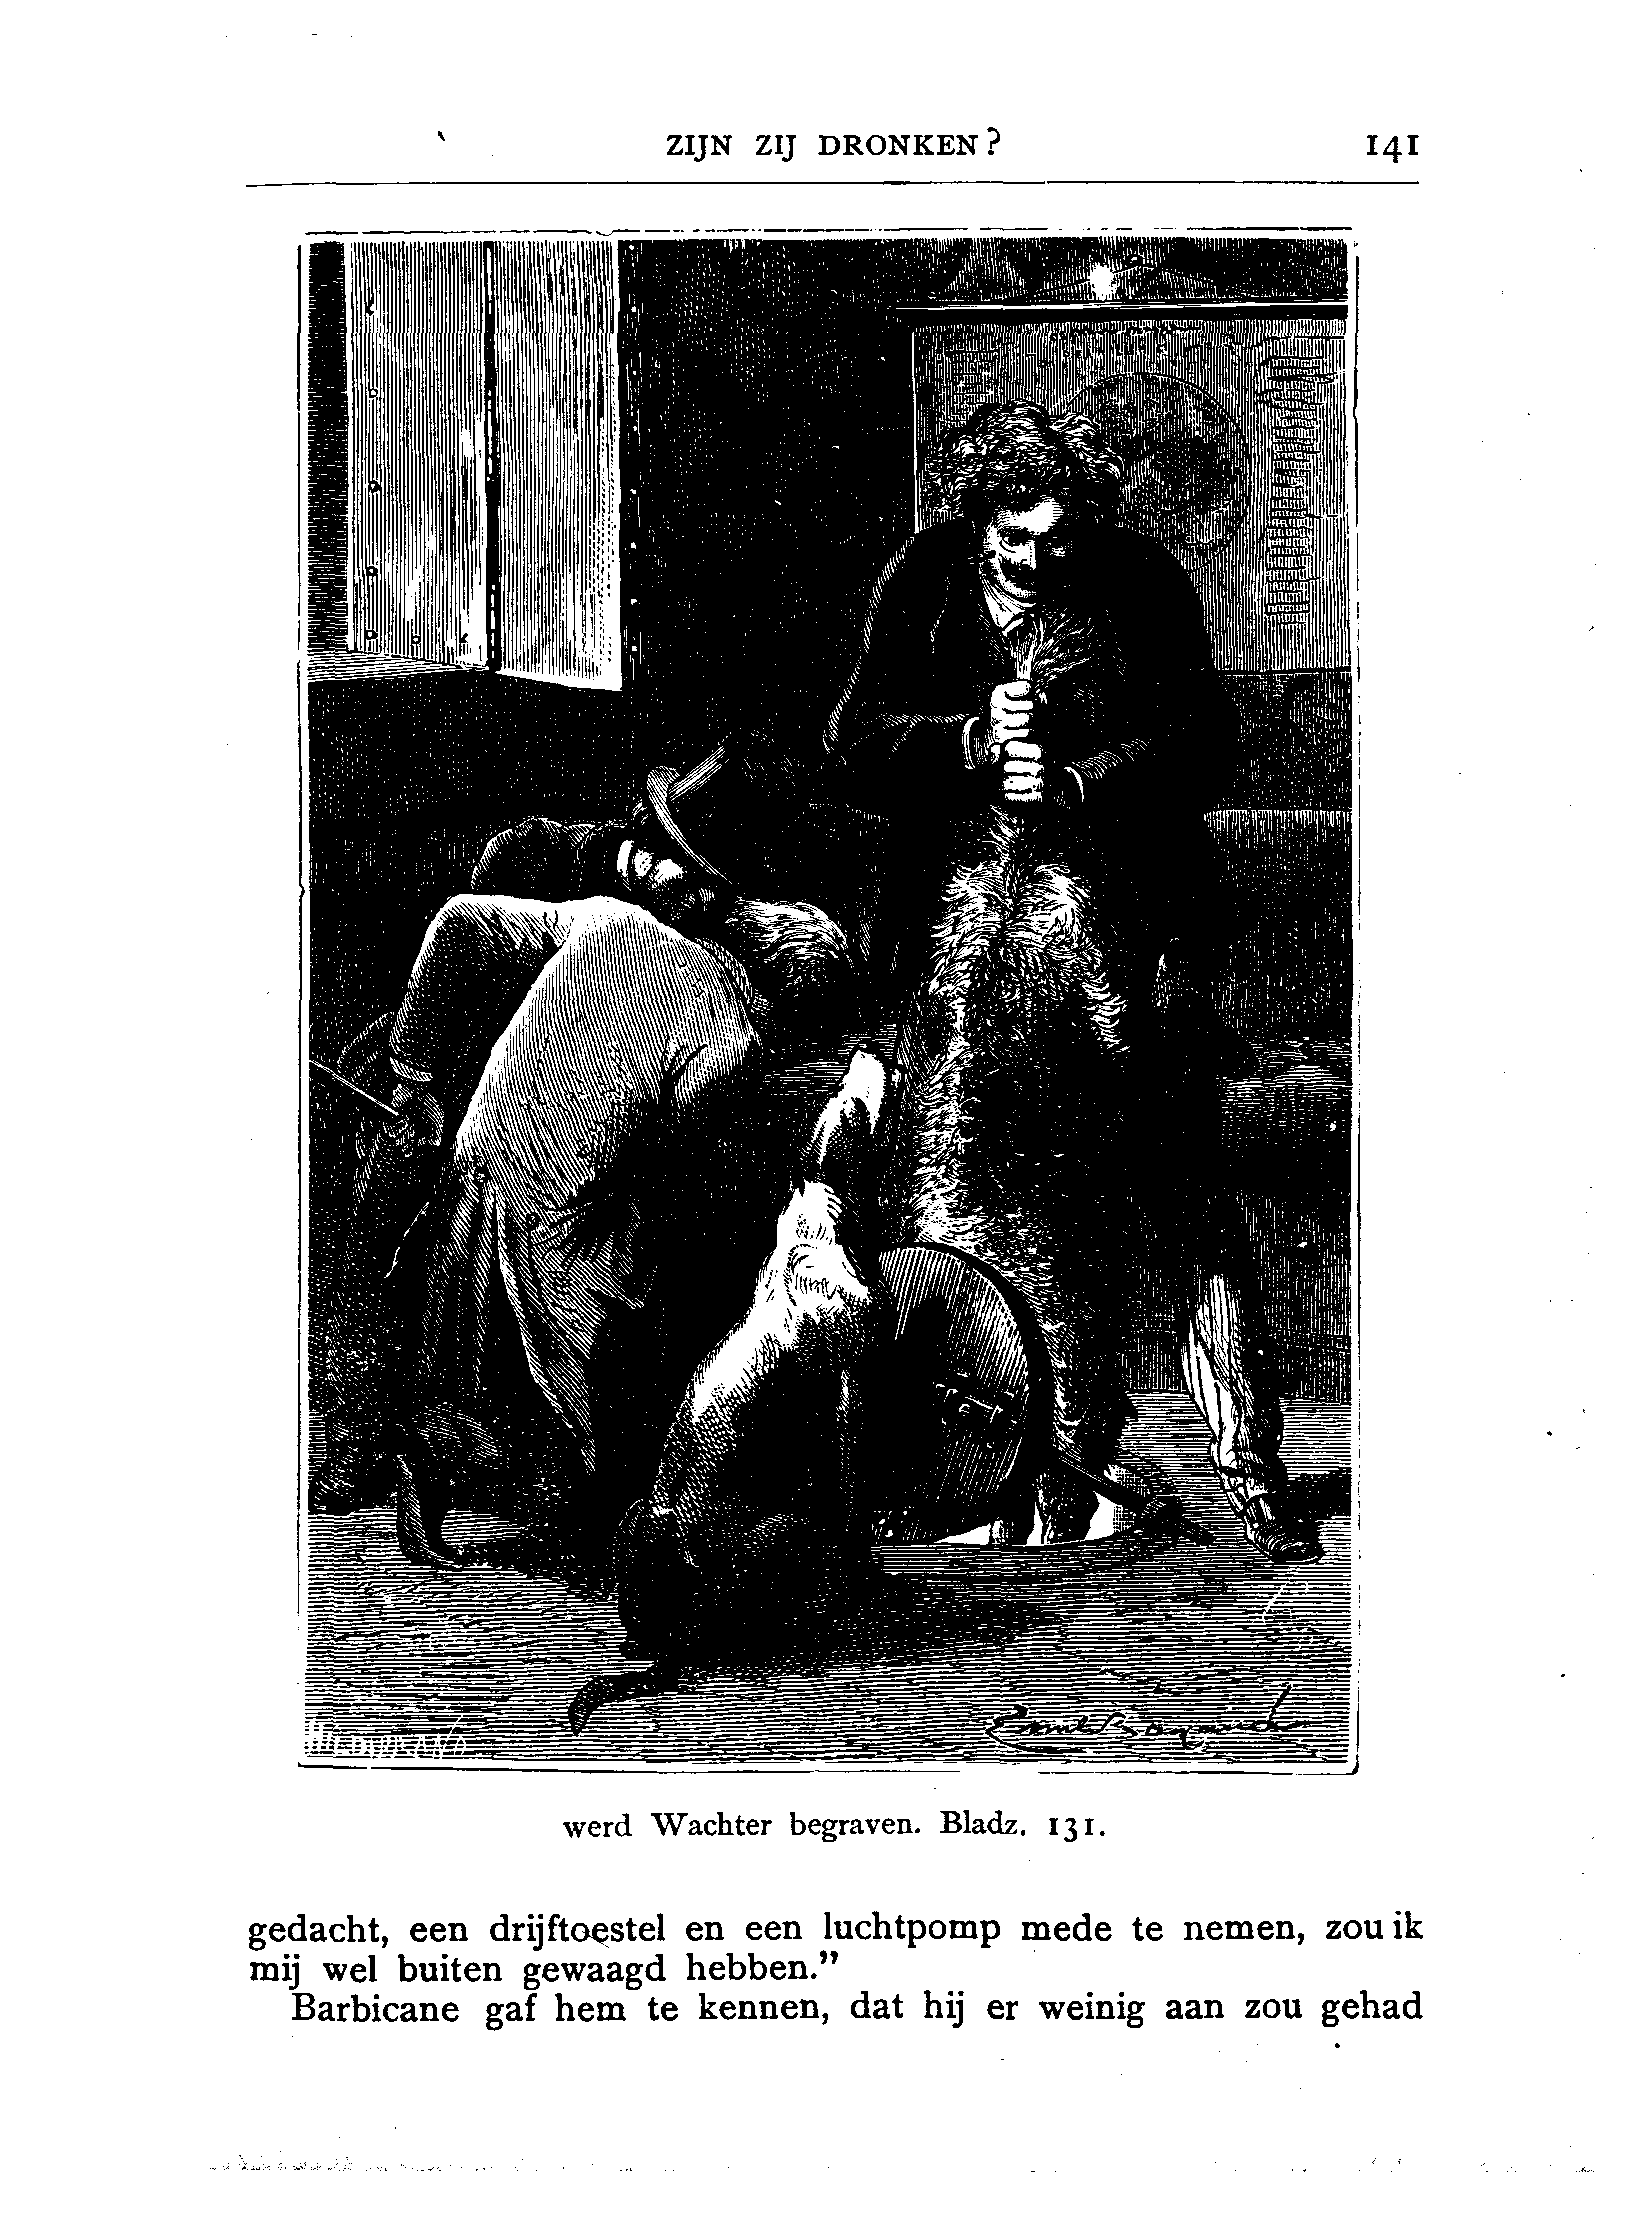 ZIJN ZIJ DRONKEN? 141
werd Wachter begraven. Bladz. 131.
gedacht, een drijftoestel en een luchtpomp mede te nemen, zou ik
mij wel buiten gewaagd hebben.”
Barbicane gaf hem te kennen, dat hij er weinig aan zou gehad